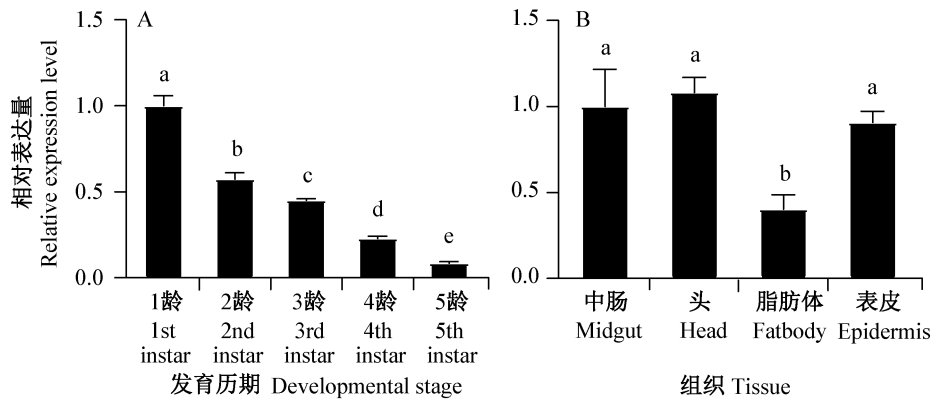 相对表达量
Relative expression level
A
1.5
1.0
0.5
0.0
a
b
c
d
e
1龄 2龄 3龄 4龄 5龄
1st 2nd 3rd 4th 5th
instar instar instar instar instar
发育历期 Developmental stage
B
1.5
1.0
0.5
0.0
a
a
b
a
中肠 头 脂肪体 表皮
Midgut Head Fatbody Epidermis
组织 Tissue